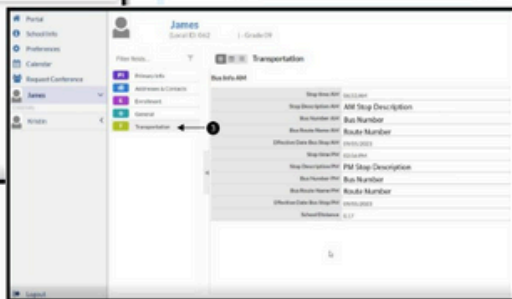 Portal
School Info
Preferences
Calendar
Request Conference
James
Kristin
Logout
James
- Grade 09
Filter fields...
Primary Info
Addresses & Contacts
Enrollment
General
Transportation
3
Transportation
Bus Info AM
Stop time AM
Stop Description AM AM Stop Description
Bus Number AM Bus Number
Bus Route Name AM Route Number
Effective Date Bus Stop AM
Stop time PM
Stop Description PM PM Stop Description
Bus Number PM Bus Number
Bus Route Name PM Route Number
Effective Date Bus Stop PM
School Distance